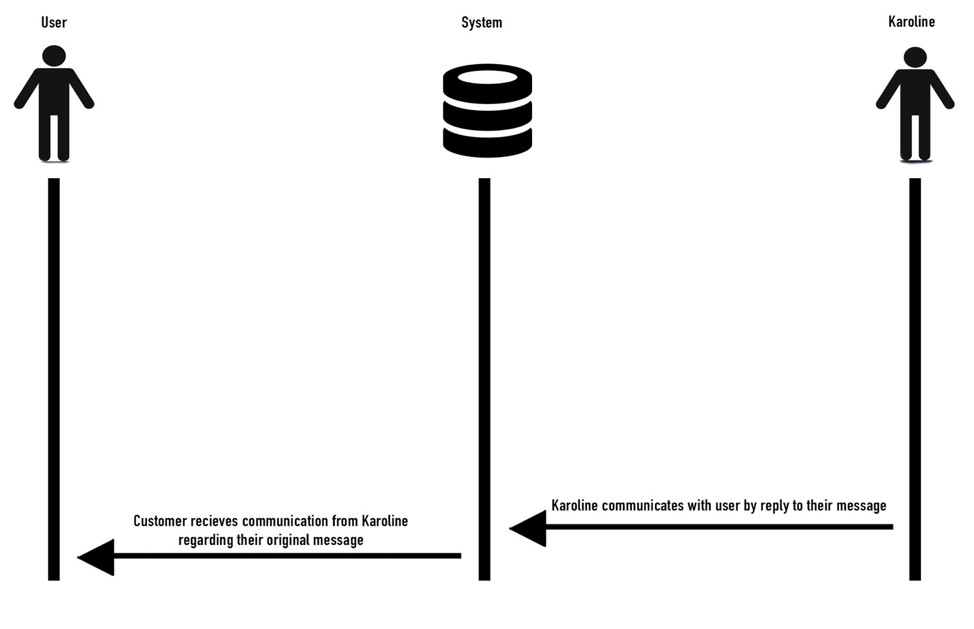 User
System
Karoline
Karoline communicates with user by reply to their message
Customer recieves communication from Karoline
regarding their original message